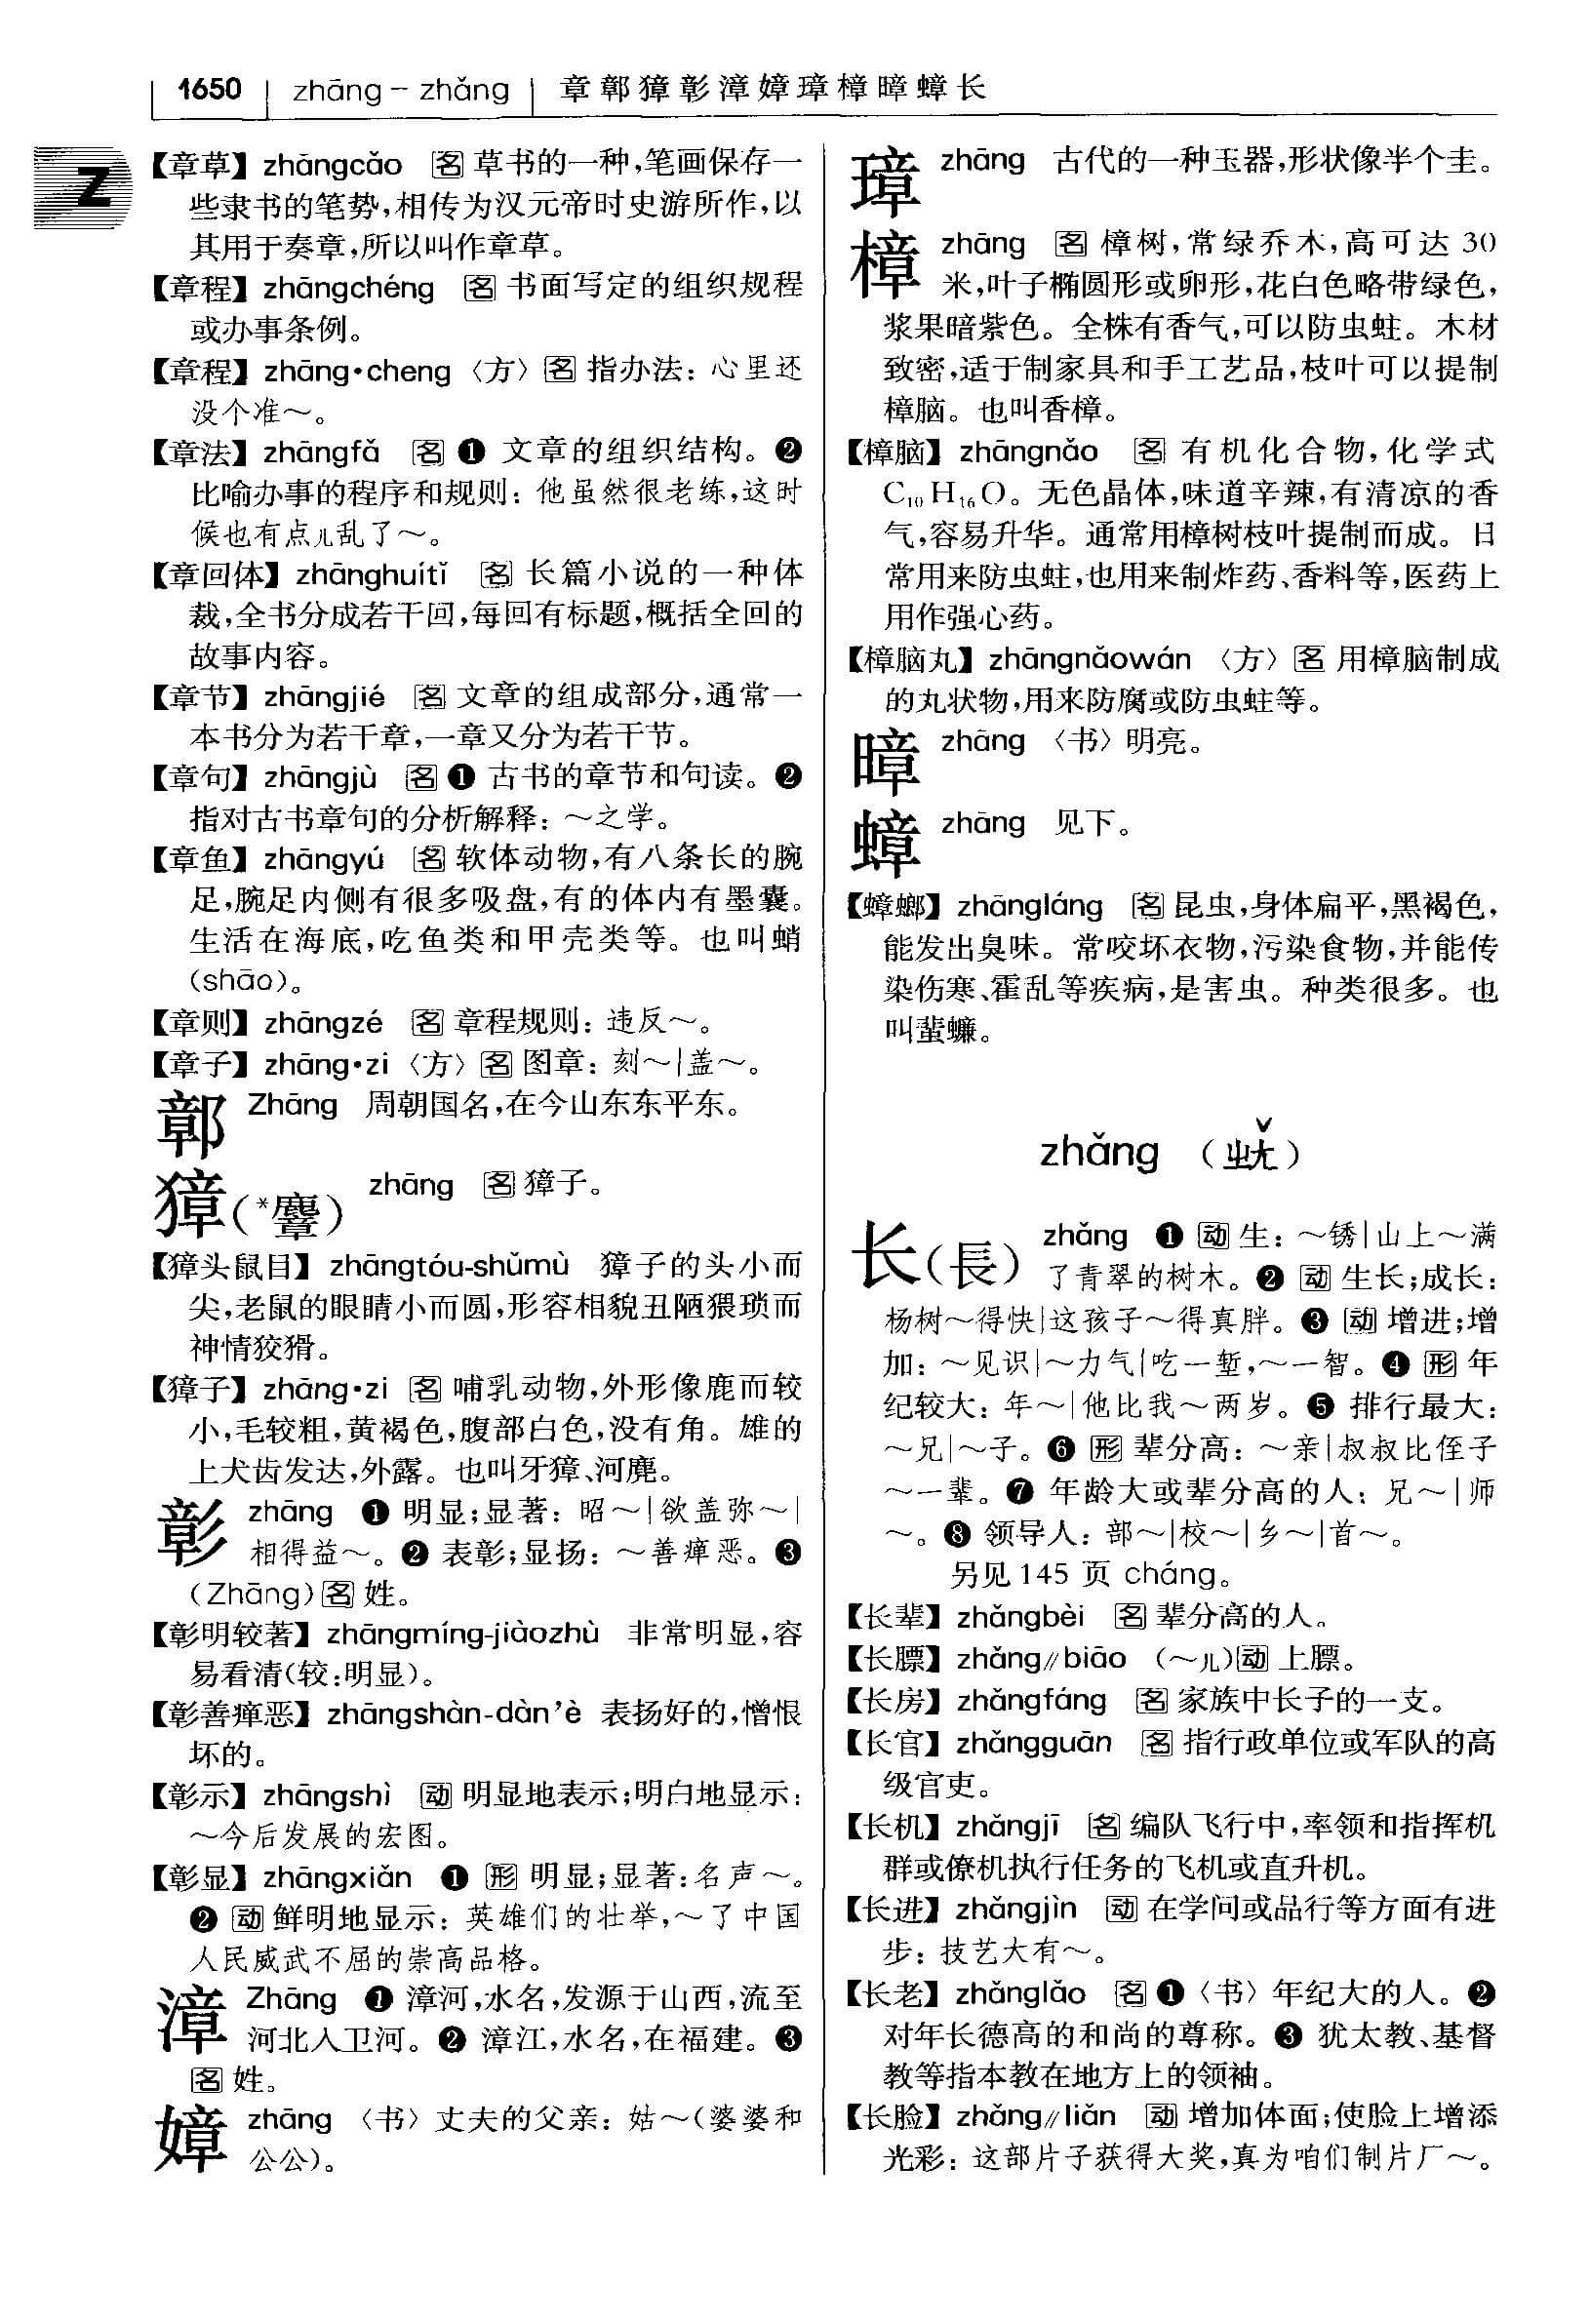 1650 zhāng – zhǎng 章鄣獐彰漳嫜璋樟暲蟑长
Z
【章草】 zhāngcǎo 名 草书的一种,笔画保存一
些隶书的笔势,相传为汉元帝时史游所作,以
其用于奏章,所以叫作章草。
【章程】 zhāngchéng 名 书面写定的组织规程
或办事条例。
【章程】 zhāng•cheng 〈方〉 名 指办法: 心里还
没个准～。
【章法】 zhāngfǎ 名 ❶ 文章的组织结构。❷
比喻办事的程序和规则: 他虽然很老练,这时
候也有点儿乱了～。
【章回体】 zhānghuítǐ 名 长篇小说的一种体
裁,全书分成若干回,每回有标题,概括全回的
故事内容。
【章节】 zhāngjié 名 文章的组成部分,通常一
本书分为若干章,一章又分为若干节。
【章句】 zhāngjù 名 ❶ 古书的章节和句读。❷
指对古书章句的分析解释: ～之学。
【章鱼】 zhāngyú 名 软体动物,有八条长的腕
足,腕足内侧有很多吸盘,有的体内有墨囊。
生活在海底,吃鱼类和甲壳类等。也叫蛸
(shāo)。
【章则】 zhāngzé 名 章程规则: 违反～。
【章子】 zhāng•zi 〈方〉 名 图章: 刻～|盖～。
鄣 Zhāng 周朝国名,在今山东东平东。
獐(*麞) zhāng 名 獐子。
【獐头鼠目】 zhāngtóu-shǔmù 獐子的头小而
尖,老鼠的眼睛小而圆,形容相貌丑陋猥琐而
神情狡猾。
【獐子】 zhāng•zi 名 哺乳动物,外形像鹿而较
小,毛较粗,黄褐色,腹部白色,没有角。雄的
上犬齿发达,外露。也叫牙獐、河麂。
彰 zhāng ❶ 明显;显著: 昭～|欲盖弥～|
相得益～。❷ 表彰;显扬: ～善瘅恶。❸
(Zhāng) 名 姓。
【彰明较著】 zhāngmíng-jiàozhù 非常明显,容
易看清(较:明显)。
【彰善瘅恶】 zhāngshàn-dàn’è 表扬好的,憎恨
坏的。
【彰示】 zhāngshì 动 明显地表示;明白地显示:
～今后发展的宏图。
【彰显】 zhāngxiǎn ❶ 形 明显;显著:名声～。
❷ 动 鲜明地显示: 英雄们的壮举,～了中国
人民威武不屈的崇高品格。
漳 Zhāng ❶ 漳河,水名,发源于山西,流至
河北入卫河。❷ 漳江,水名,在福建。❸
名 姓。
嫜 zhāng 〈书〉 丈夫的父亲: 姑～(婆婆和
公公)。
璋 zhāng 古代的一种玉器,形状像半个圭。
樟 zhāng 名 樟树,常绿乔木,高可达 30
米,叶子椭圆形或卵形,花白色略带绿色,
浆果暗紫色。全株有香气,可以防虫蛀。木材
致密,适于制家具和手工艺品,枝叶可以提制
樟脑。也叫香樟。
【樟脑】 zhāngnǎo 名 有机化合物,化学式
C₁₀H₁₆O。无色晶体,味道辛辣,有清凉的香
气,容易升华。通常用樟树枝叶提制而成。日
常用来防虫蛀,也用来制炸药、香料等,医药上
用作强心药。
【樟脑丸】 zhāngnǎowán 〈方〉 名 用樟脑制成
的丸状物,用来防腐或防虫蛀等。
暲 zhāng 〈书〉 明亮。
蟑 zhāng 见下。
【蟑螂】 zhāngláng 名 昆虫,身体扁平,黑褐色,
能发出臭味。常咬坏衣物,污染食物,并能传
染伤寒、霍乱等疾病,是害虫。种类很多。也
叫蜚蠊。
zhǎng (ㄓㄤˇ)
长(長) zhǎng ❶ 动 生: ～锈|山上～满
了青翠的树木。❷ 动 生长;成长:
杨树～得快|这孩子～得真胖。❸ 动 增进;增
加: ～见识|～力气|吃一堑,～一智。❹ 形 年
纪较大: 年～|他比我～两岁。❺ 排行最大:
～兄|～子。❻ 形 辈分高: ～亲|叔叔比侄子
～一辈。❼ 年龄大或辈分高的人: 兄～|师
～。❽ 领导人: 部～|校～|乡～|首～。
另见 145 页 cháng。
【长辈】 zhǎngbèi 名 辈分高的人。
【长膘】 zhǎng∥biāo (～儿) 动 上膘。
【长房】 zhǎngfáng 名 家族中长子的一支。
【长官】 zhǎngguān 名 指行政单位或军队的高
级官吏。
【长机】 zhǎngjī 名 编队飞行中,率领和指挥机
群或僚机执行任务的飞机或直升机。
【长进】 zhǎngjìn 动 在学问或品行等方面有进
步: 技艺大有～。
【长老】 zhǎnglǎo 名 ❶〈书〉 年纪大的人。❷
对年长德高的和尚的尊称。❸ 犹太教、基督
教等指本教在地方上的领袖。
【长脸】 zhǎng∥liǎn 动 增加体面;使脸上增添
光彩: 这部片子获得大奖,真为咱们制片厂～。